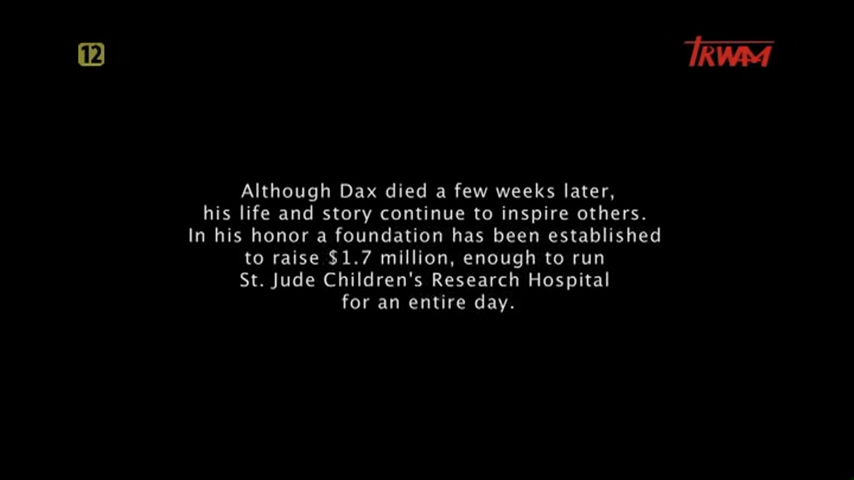 12
TRWAM
Although Dax died a few weeks later,
his life and story continue to inspire others.
In his honor a foundation has been established
to raise $1.7 million, enough to run
St. Jude Children's Research Hospital
for an entire day.